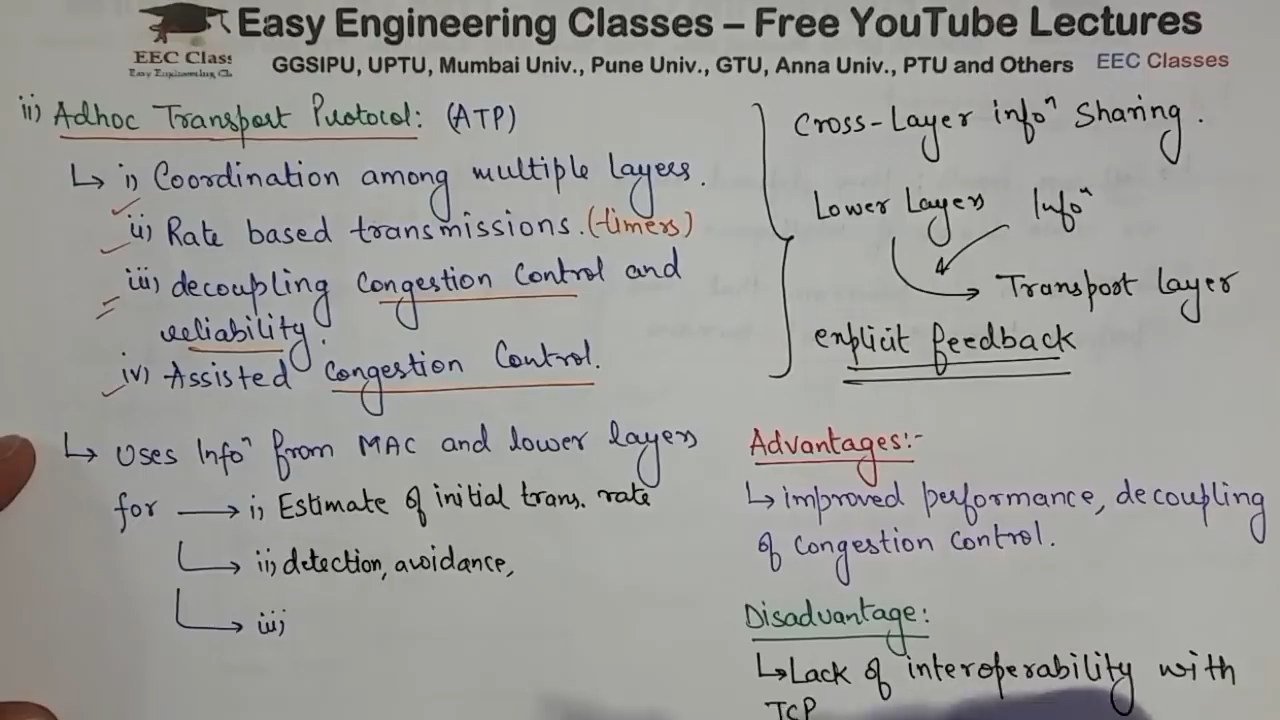 Easy Engineering Classes – Free YouTube Lectures
EEC Class
Easy Engineering Cl
GGSIPU, UPTU, Mumbai Univ., Pune Univ., GTU, Anna Univ., PTU and Others
EEC Classes
ii) Adhoc Transport Protocol: (ATP)
↳ i) Coordination among multiple layers.
ii) Rate based transmissions. (timers)
iii) decoupling Congestion Control and
reliability.
iv) Assisted Congestion Control.
↳ Uses Infoⁿ from MAC and lower layers
for → i) Estimate of initial trans. rate
↳ ii) detection, avoidance,
↳ iii)
Cross-Layer infoⁿ Sharing.
Lower Layers Infoⁿ
→ Transport Layer
explicit feedback
Advantages:-
↳ improved performance, decoupling
of congestion control.
Disadvantage:
↳ Lack of interoperability with
TCP